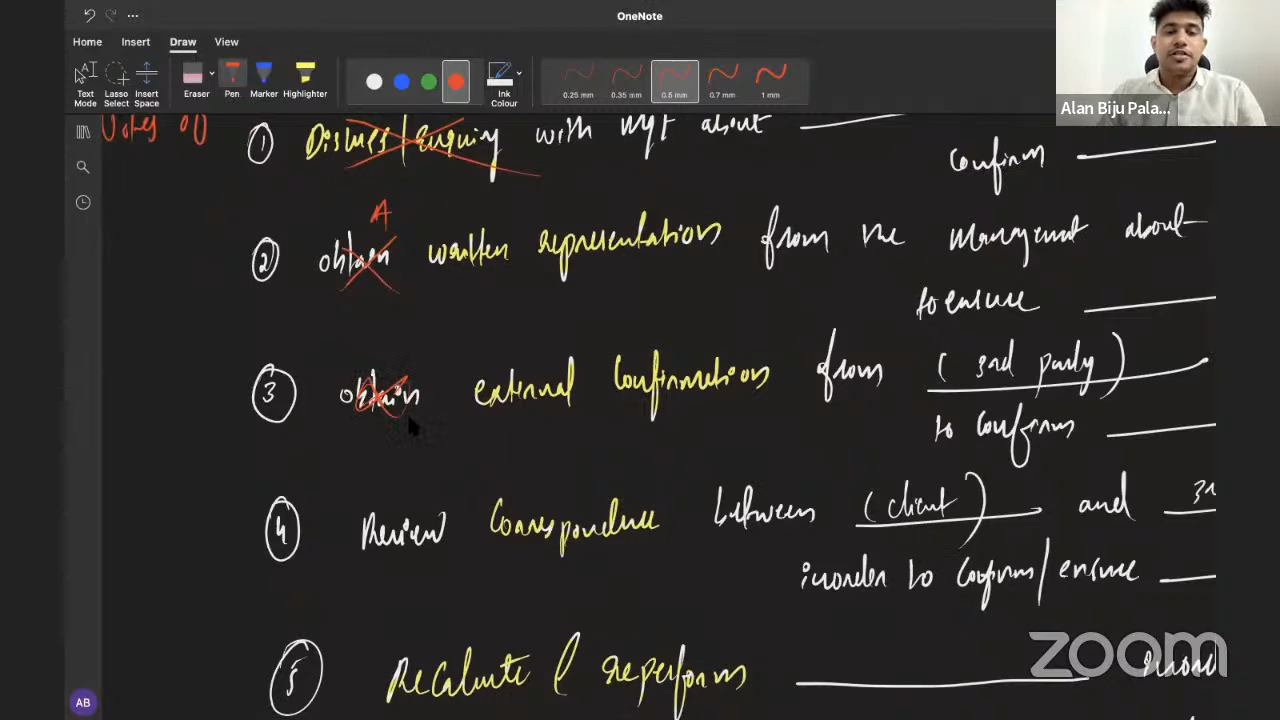 OneNote
Home Insert Draw View
Text Mode Lasso Select Insert Space Eraser Pen Marker Highlighter Ink Colour 0.25 mm 0.35 mm 0.5 mm 0.7 mm 1 mm
Alan Biju Pala...
① Discuss / Enquiry with mgt about
Confirm
A
② obtain written representations from the management about
to ensure
③ obtain external confirmations from (3rd party)
to confirm
④ Review Correspondence between (client) and
inorder to confirm/ensure
⑤ Recalculate / reperform
AB
zoom